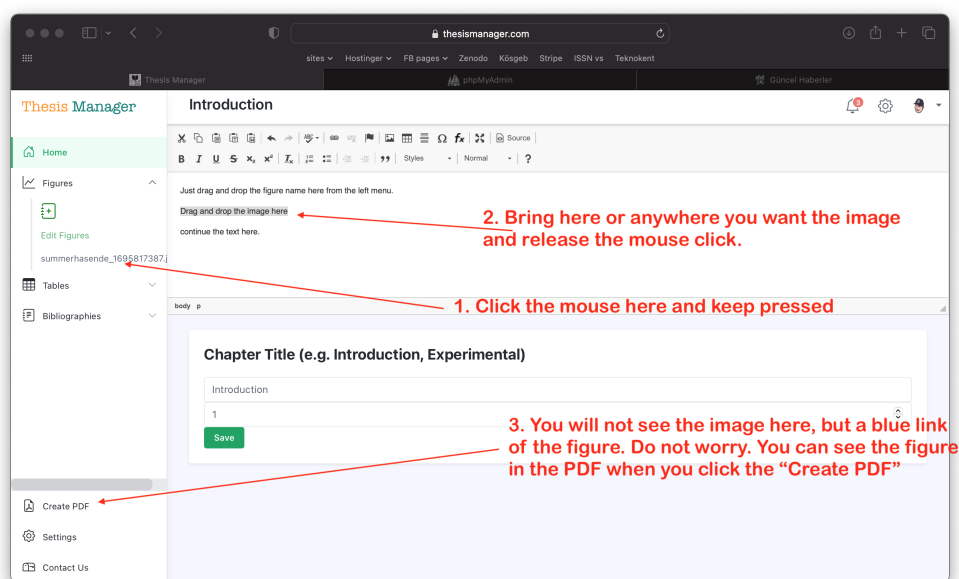 thesismanager.com
sites Hostinger FB pages Zenodo Kösgeb Stripe ISSN vs Teknokent
Thesis Manager phpMyAdmin Güncel Haberler
Thesis Manager
Introduction
3
Source
B I U S x₂ x² Iₓ Styles Normal ?
Home
Figures
Edit Figures
summerhasende_1695817387.j
Tables
Bibliographies
Just drag and drop the figure name here from the left menu.
Drag and drop the image here
continue the text here.
2. Bring here or anywhere you want the image
and release the mouse click.
1. Click the mouse here and keep pressed
body p
Chapter Title (e.g. Introduction, Experimental)
Introduction
1
Save
3. You will not see the image here, but a blue link
of the figure. Do not worry. You can see the figure
in the PDF when you click the “Create PDF”
Create PDF
Settings
Contact Us